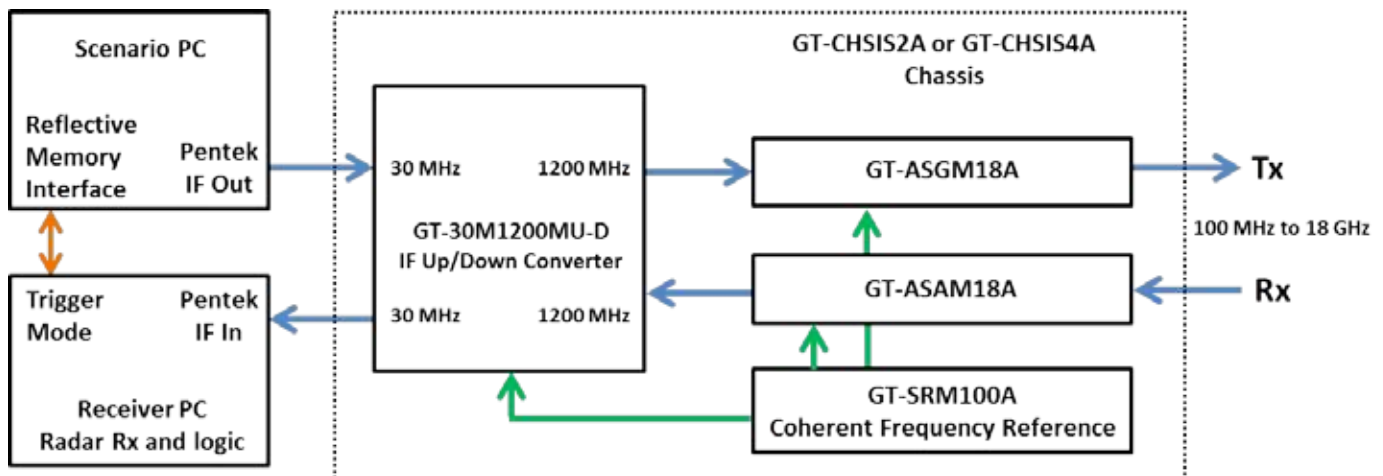 Scenario PC
Reflective
Memory
Interface
Pentek
IF Out
Trigger
Mode
Pentek
IF In
Receiver PC
Radar Rx and logic
GT-CHSIS2A or GT-CHSIS4A
Chassis
30 MHz
1200 MHz
GT-30M1200MU-D
IF Up/Down Converter
30 MHz
1200 MHz
GT-ASGM18A
GT-ASAM18A
GT-SRM100A
Coherent Frequency Reference
Tx
100 MHz to 18 GHz
Rx